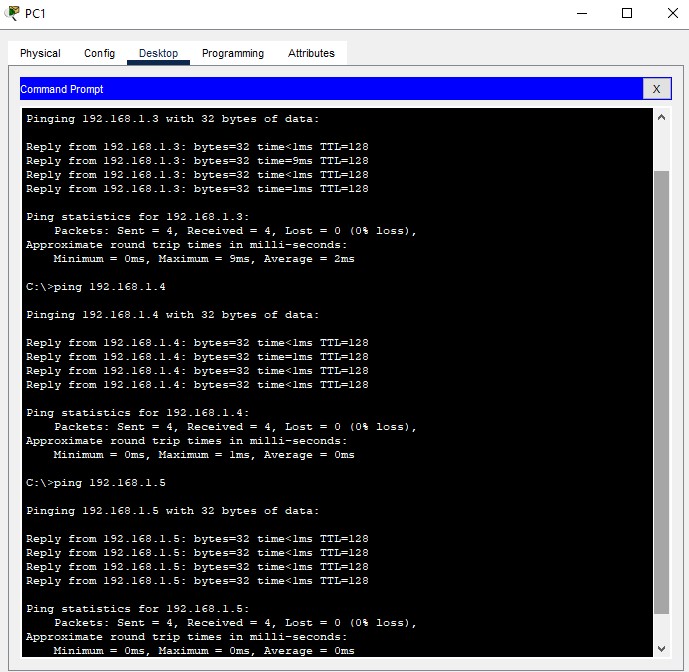 PC1
Physical Config Desktop Programming Attributes
Command Prompt X
Pinging 192.168.1.3 with 32 bytes of data:
Reply from 192.168.1.3: bytes=32 time<1ms TTL=128
Reply from 192.168.1.3: bytes=32 time=9ms TTL=128
Reply from 192.168.1.3: bytes=32 time<1ms TTL=128
Reply from 192.168.1.3: bytes=32 time=1ms TTL=128
Ping statistics for 192.168.1.3:
Packets: Sent = 4, Received = 4, Lost = 0 (0% loss),
Approximate round trip times in milli-seconds:
Minimum = 0ms, Maximum = 9ms, Average = 2ms
C:\>ping 192.168.1.4
Pinging 192.168.1.4 with 32 bytes of data:
Reply from 192.168.1.4: bytes=32 time<1ms TTL=128
Reply from 192.168.1.4: bytes=32 time=1ms TTL=128
Reply from 192.168.1.4: bytes=32 time<1ms TTL=128
Reply from 192.168.1.4: bytes=32 time<1ms TTL=128
Ping statistics for 192.168.1.4:
Packets: Sent = 4, Received = 4, Lost = 0 (0% loss),
Approximate round trip times in milli-seconds:
Minimum = 0ms, Maximum = 1ms, Average = 0ms
C:\>ping 192.168.1.5
Pinging 192.168.1.5 with 32 bytes of data:
Reply from 192.168.1.5: bytes=32 time<1ms TTL=128
Reply from 192.168.1.5: bytes=32 time<1ms TTL=128
Reply from 192.168.1.5: bytes=32 time<1ms TTL=128
Reply from 192.168.1.5: bytes=32 time<1ms TTL=128
Ping statistics for 192.168.1.5:
Packets: Sent = 4, Received = 4, Lost = 0 (0% loss),
Approximate round trip times in milli-seconds:
Minimum = 0ms, Maximum = 0ms, Average = 0ms